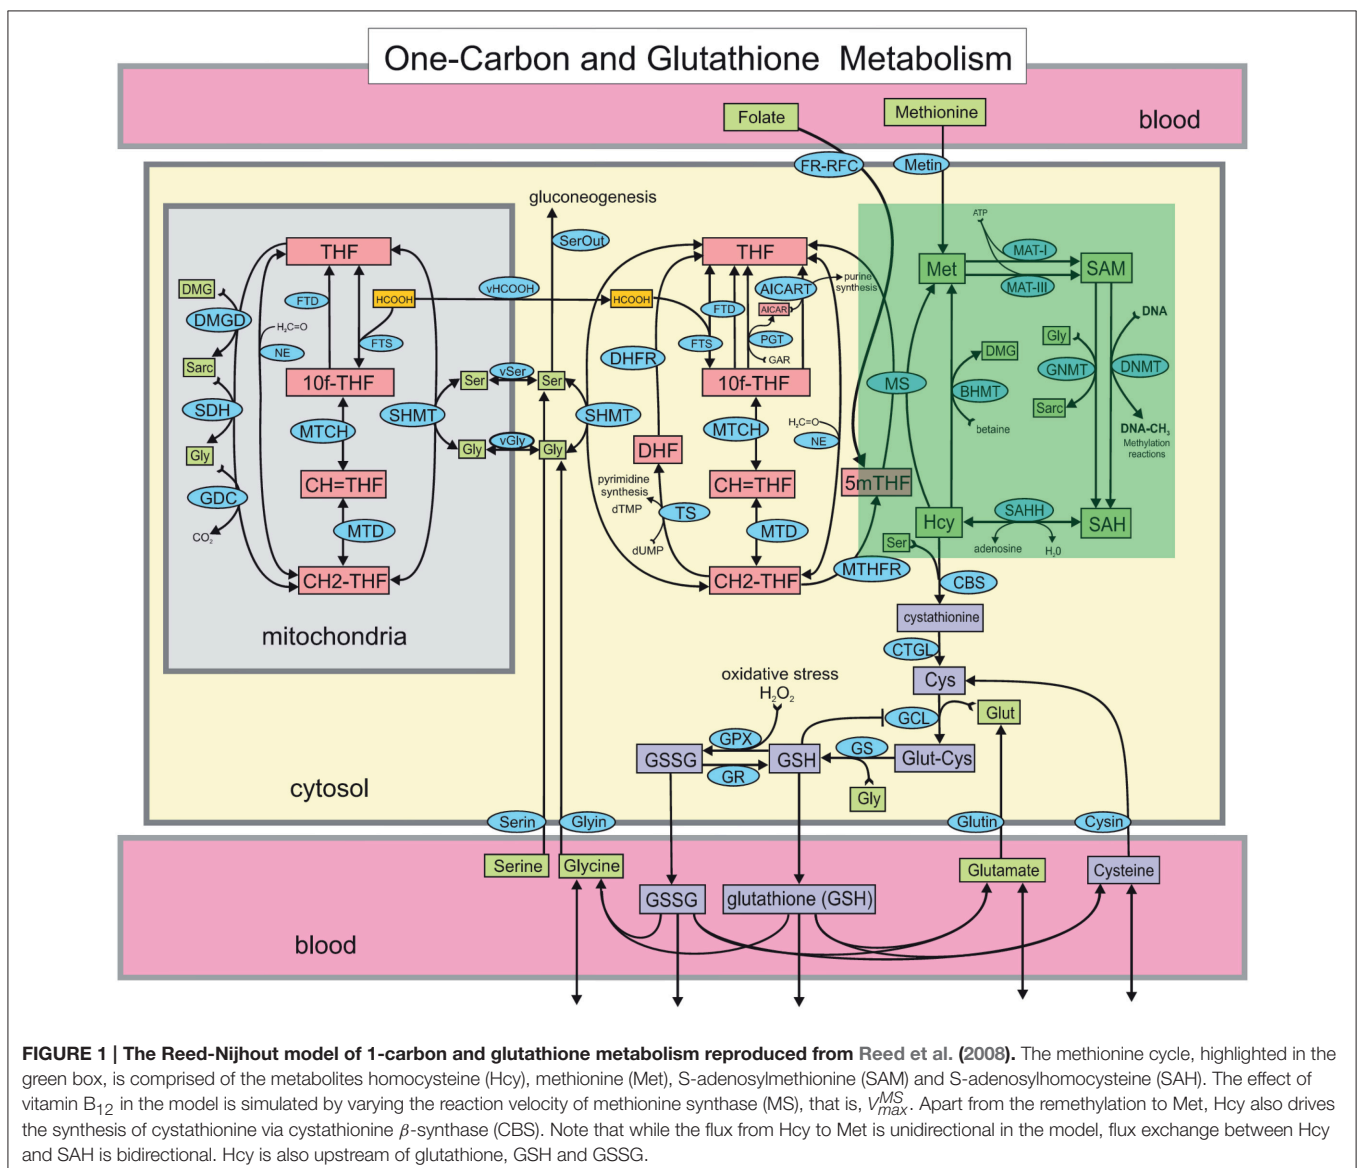 One-Carbon and Glutathione Metabolism
Folate
Methionine
blood
FR-RFC
Metin
gluconeogenesis
SerOut
THF
DMG
DMGD
FTD
HCOOH
vHCOOH
HCOOH
H₂C=O
NE
FTS
Sarc
10f-THF
SDH
MTCH
SHMT
Gly
GDC
CO₂
CH=THF
MTD
CH2-THF
mitochondria
Ser
vSer
Ser
Gly
vGly
Gly
SHMT
THF
AICART
purine
synthesis
FTD
AICAR
FTS
PGT
GAR
DHFR
10f-THF
MTCH
H₂C=O
NE
DHF
pyrimidine
synthesis
dTMP
TS
dUMP
CH=THF
MTD
CH2-THF
MS
5mTHF
MTHFR
ATP
MAT-I
Met
SAM
MAT-III
DNA
DMG
Gly
BHMT
GNMT
DNMT
betaine
Sarc
DNA-CH₃
Methylation
reactions
Hcy
SAHH
SAH
adenosine
H₂0
Ser
CBS
cystathionine
CTGL
Cys
oxidative stress
H₂O₂
GCL
Glut
GPX
GS
GSSG
GSH
Glut-Cys
GR
Gly
cytosol
Serin
Glyin
Glutin
Cysin
Serine
Glycine
Glutamate
Cysteine
GSSG
glutathione (GSH)
blood
FIGURE 1 | The Reed-Nijhout model of 1-carbon and glutathione metabolism reproduced from Reed et al. (2008). The methionine cycle, highlighted in the
green box, is comprised of the metabolites homocysteine (Hcy), methionine (Met), S-adenosylmethionine (SAM) and S-adenosylhomocysteine (SAH). The effect of
vitamin B₁₂ in the model is simulated by varying the reaction velocity of methionine synthase (MS), that is, V_max^MS. Apart from the remethylation to Met, Hcy also drives
the synthesis of cystathionine via cystathionine β-synthase (CBS). Note that while the flux from Hcy to Met is unidirectional in the model, flux exchange between Hcy
and SAH is bidirectional. Hcy is also upstream of glutathione, GSH and GSSG.